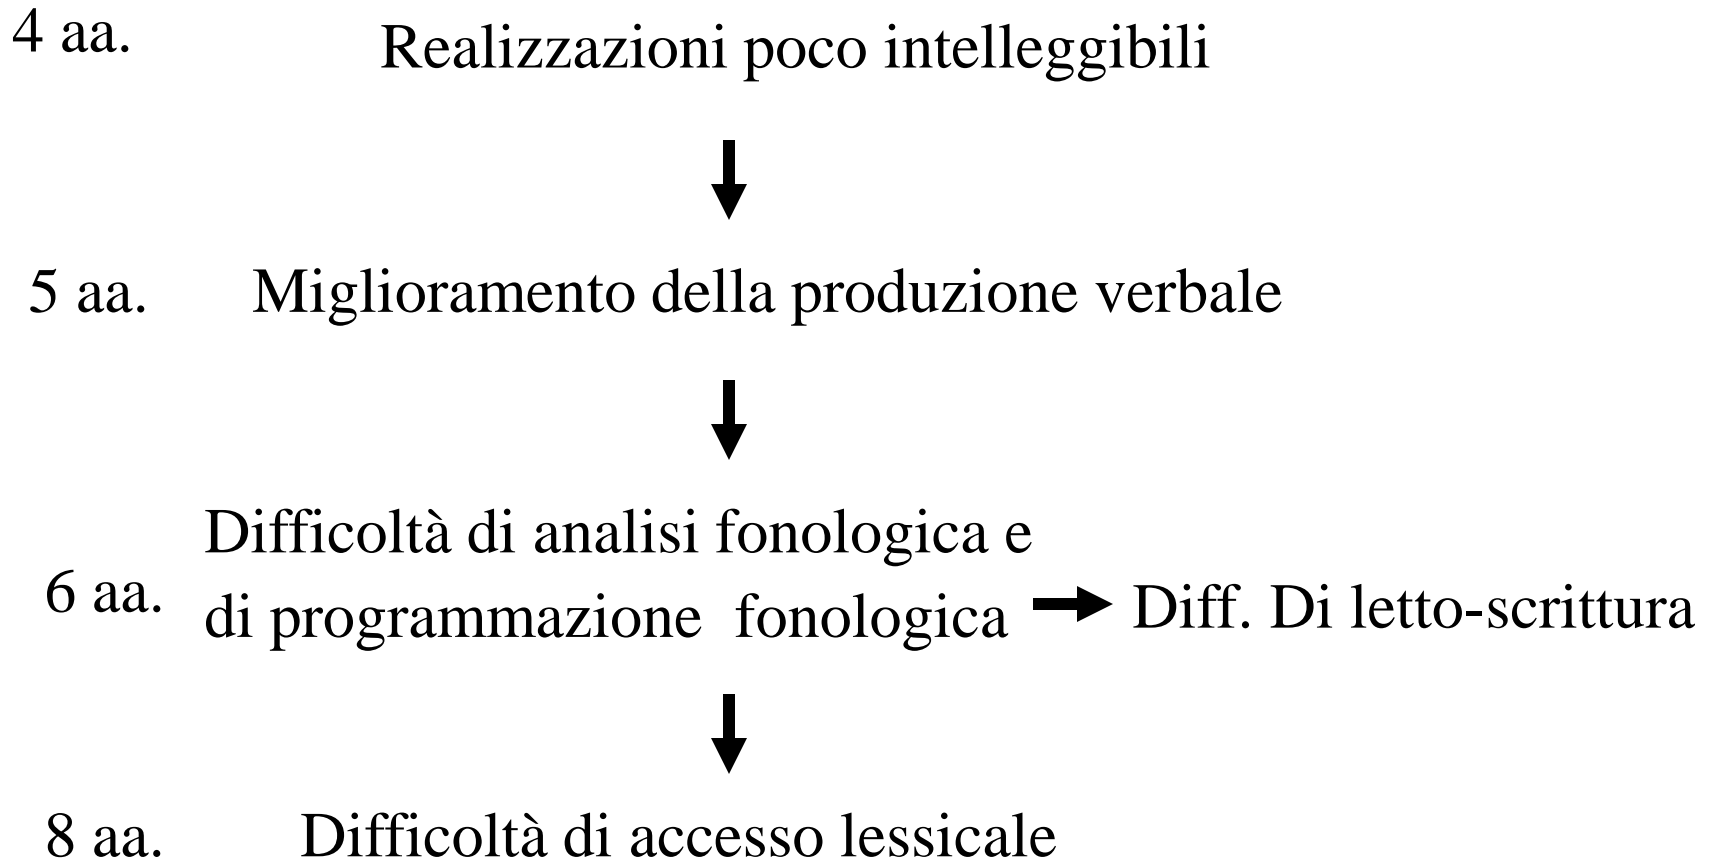 4 aa. Realizzazioni poco intelleggibili
5 aa. Miglioramento della produzione verbale
Difficoltà di analisi fonologica e
6 aa. di programmazione fonologica Diff. Di letto-scrittura
8 aa. Difficoltà di accesso lessicale